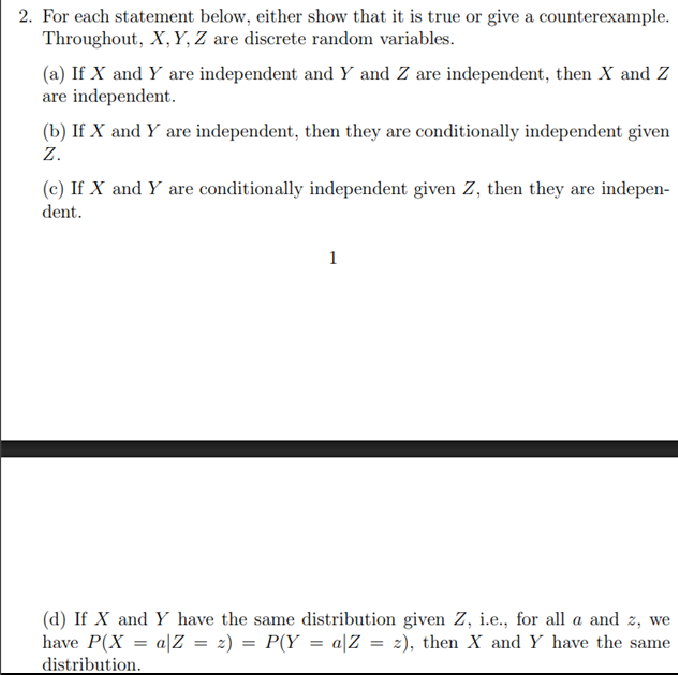 2. For each statement below, either show that it is true or give a counterexample.
Throughout, X, Y, Z are discrete random variables.
(a) If X and Y are independent and Y and Z are independent, then X and Z
are independent.
(b) If X and Y are independent, then they are conditionally independent given
Z.
(c) If X and Y are conditionally independent given Z, then they are indepen-
dent.
1
(d) If X and Y have the same distribution given Z, i.e., for all a and z, we
have P(X = a|Z = z) = P(Y = a|Z = z), then X and Y have the same
distribution.